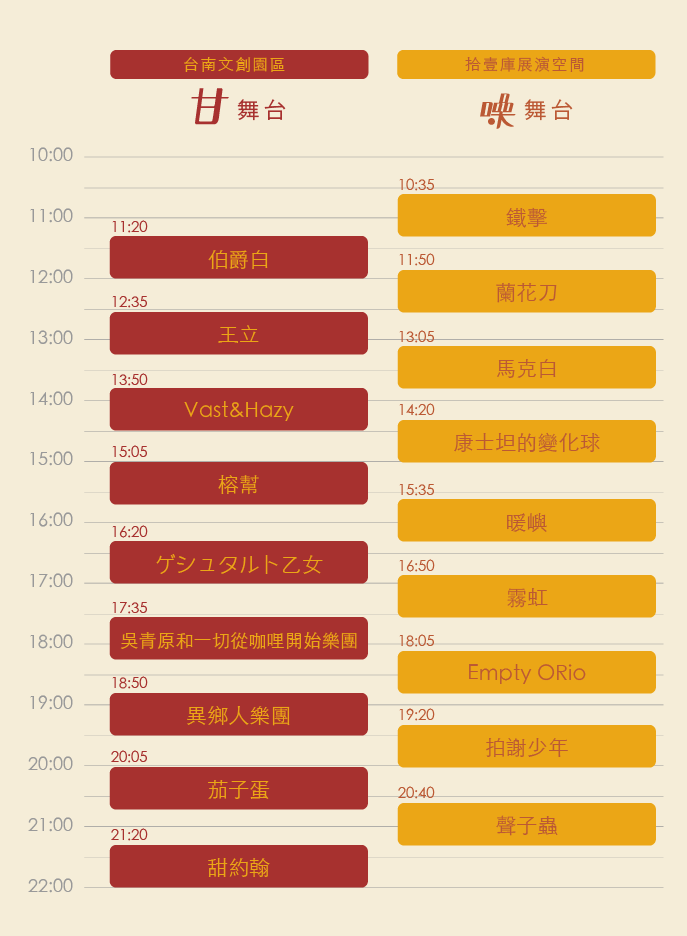 台南文創園區
拾壹庫展演空間
甘舞台
噗舞台
10:00
10:35
鐵擊
11:00
11:20
伯爵白
11:50
蘭花刀
12:00
12:35
王立
13:00
13:05
馬克白
13:50
Vast&Hazy
14:00
14:20
康士坦的變化球
15:00
15:05
榕幫
15:35
暖嶼
16:00
16:20
ゲシュタルト乙女
16:50
霧虹
17:00
17:35
吳青原和一切從咖哩開始樂團
18:00
18:05
Empty ORio
18:50
異鄉人樂團
19:00
19:20
拍謝少年
20:00
20:05
茄子蛋
20:40
聲子蟲
21:00
21:20
甜約翰
22:00